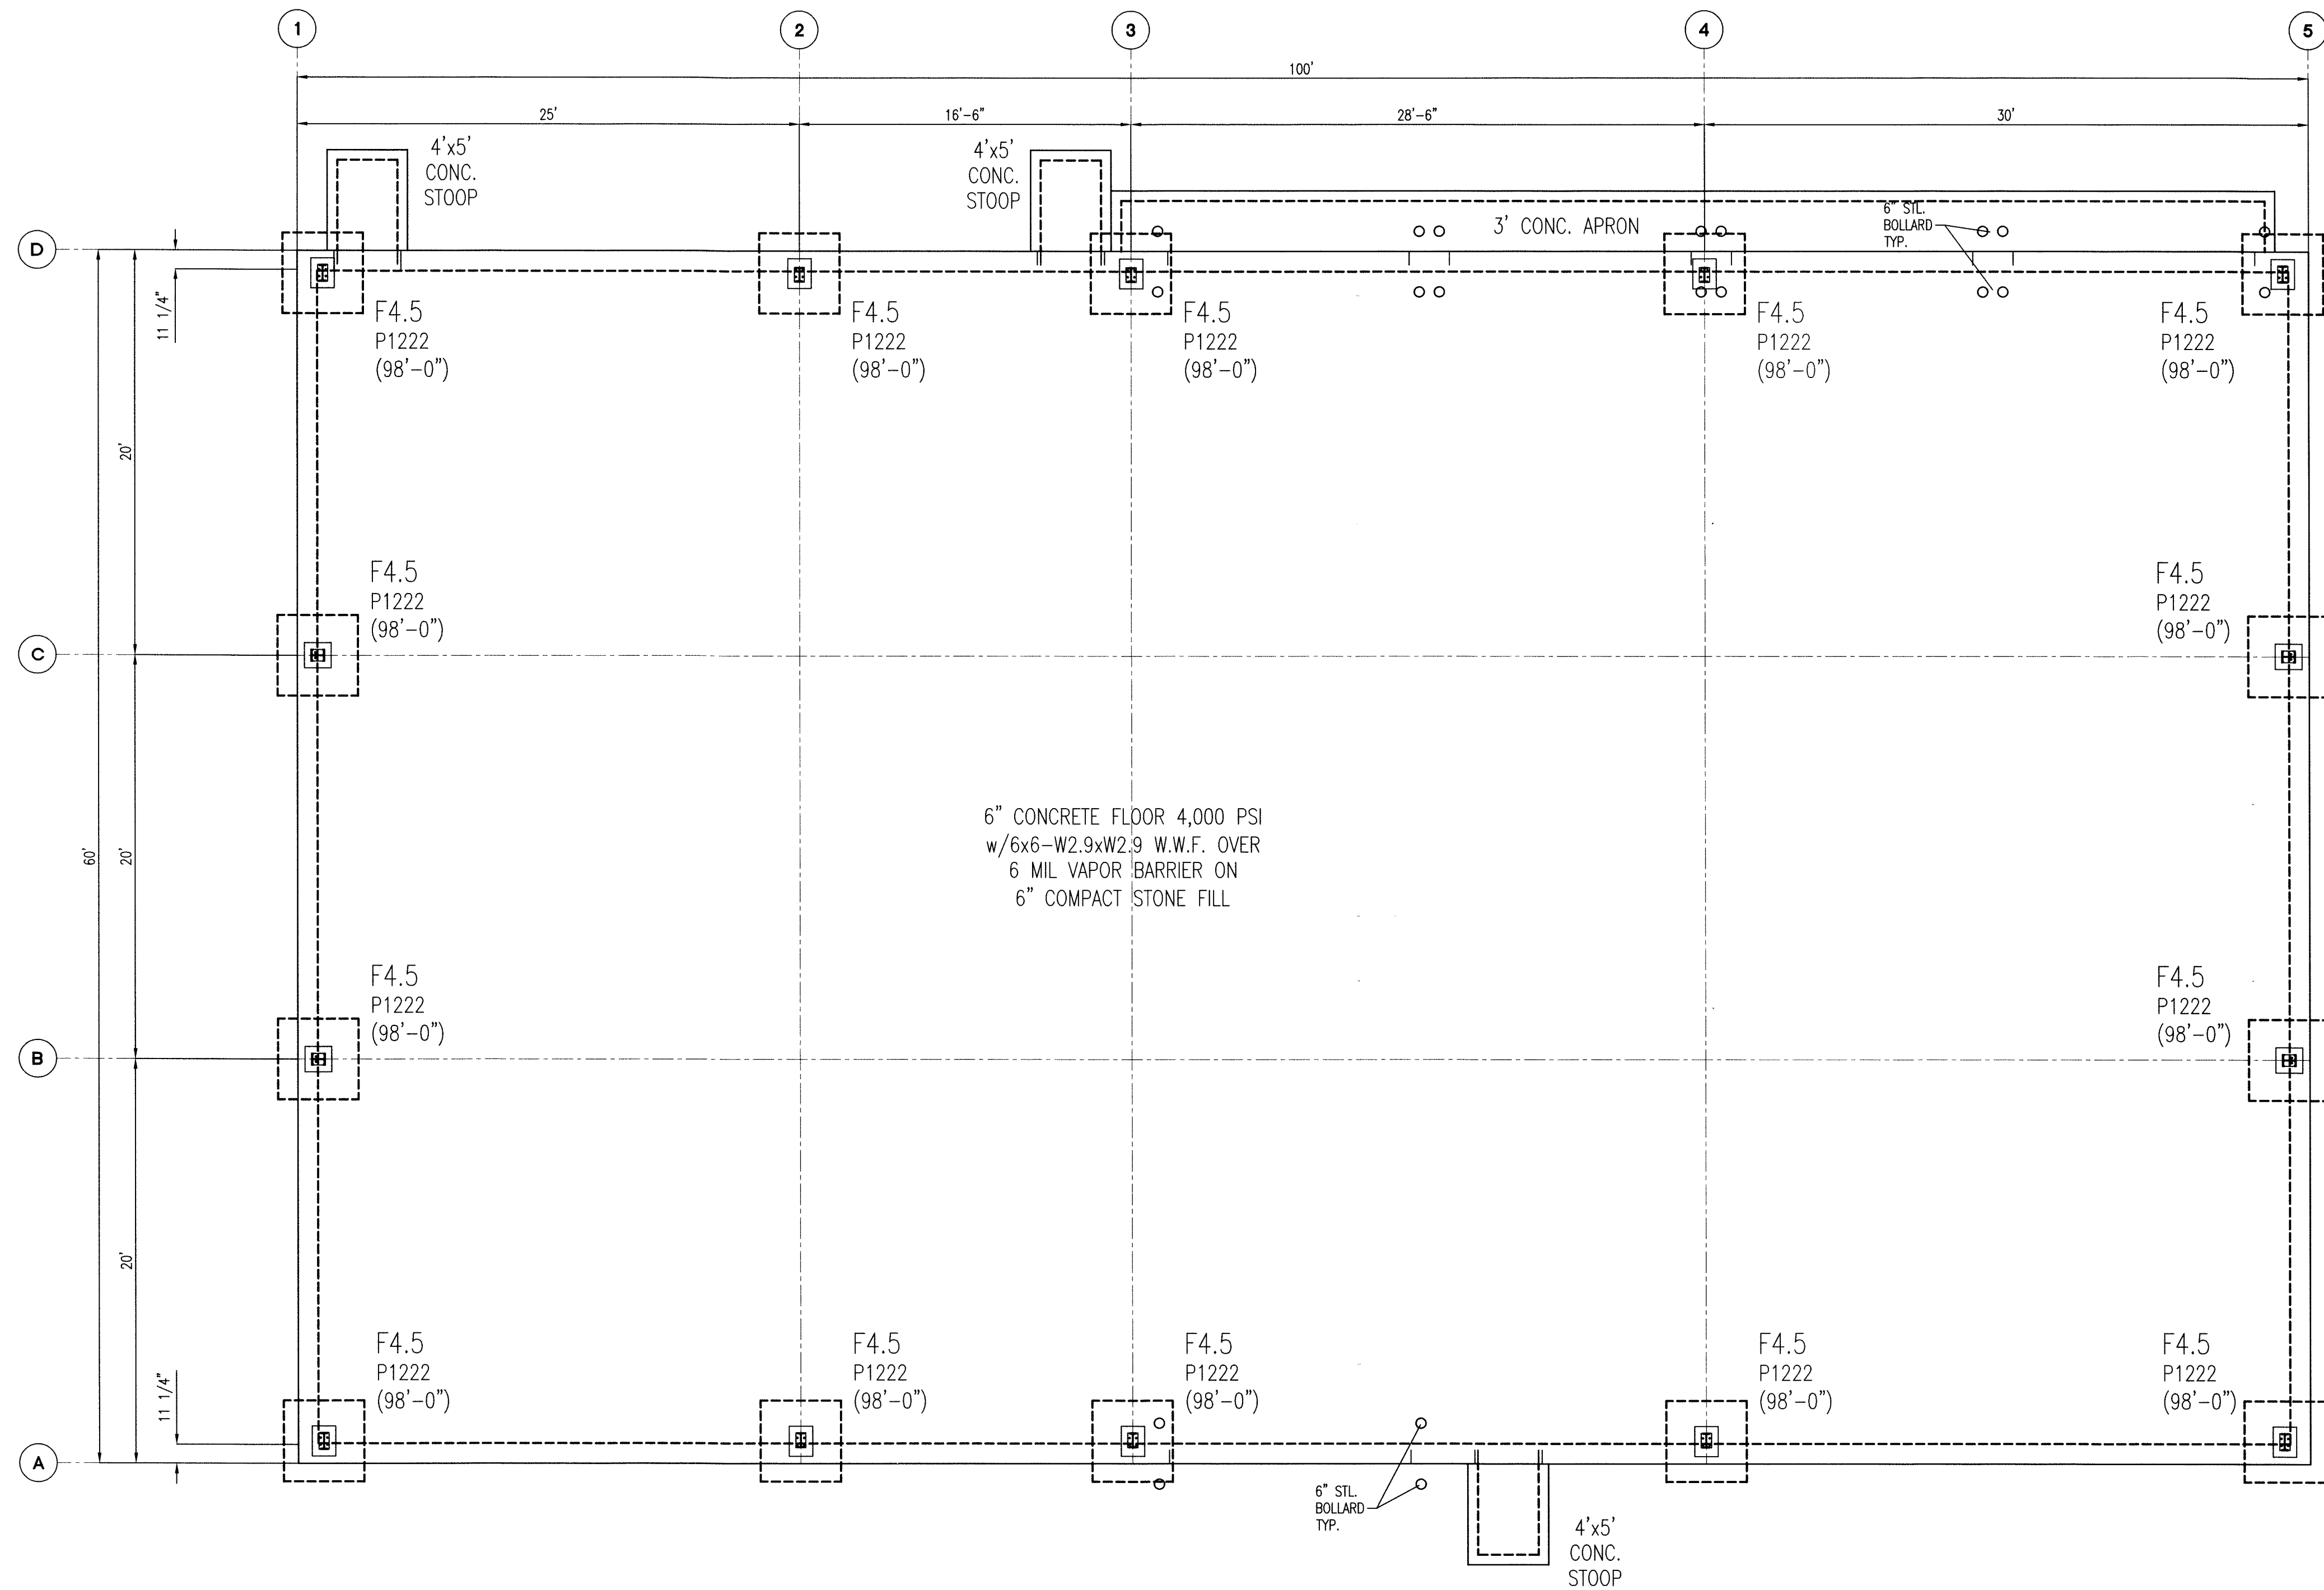 1 2 3 4 5
100'
25' 16'-6" 28'-6" 30'
4'x5'
CONC.
STOOP
4'x5'
CONC.
STOOP
3' CONC. APRON
6" STL.
BOLLARD
TYP.
D
11 1/4"
F4.5
P1222
(98'-0")
F4.5
P1222
(98'-0")
F4.5
P1222
(98'-0")
F4.5
P1222
(98'-0")
F4.5
P1222
(98'-0")
20'
F4.5
P1222
(98'-0")
F4.5
P1222
(98'-0")
C
6" CONCRETE FLOOR 4,000 PSI
w/6x6-W2.9xW2.9 W.W.F. OVER
6 MIL VAPOR BARRIER ON
6" COMPACT STONE FILL
60'
20'
F4.5
P1222
(98'-0")
F4.5
P1222
(98'-0")
B
20'
F4.5
P1222
(98'-0")
F4.5
P1222
(98'-0")
F4.5
P1222
(98'-0")
F4.5
P1222
(98'-0")
F4.5
P1222
(98'-0")
11 1/4"
A
6" STL.
BOLLARD
TYP.
4'x5'
CONC.
STOOP